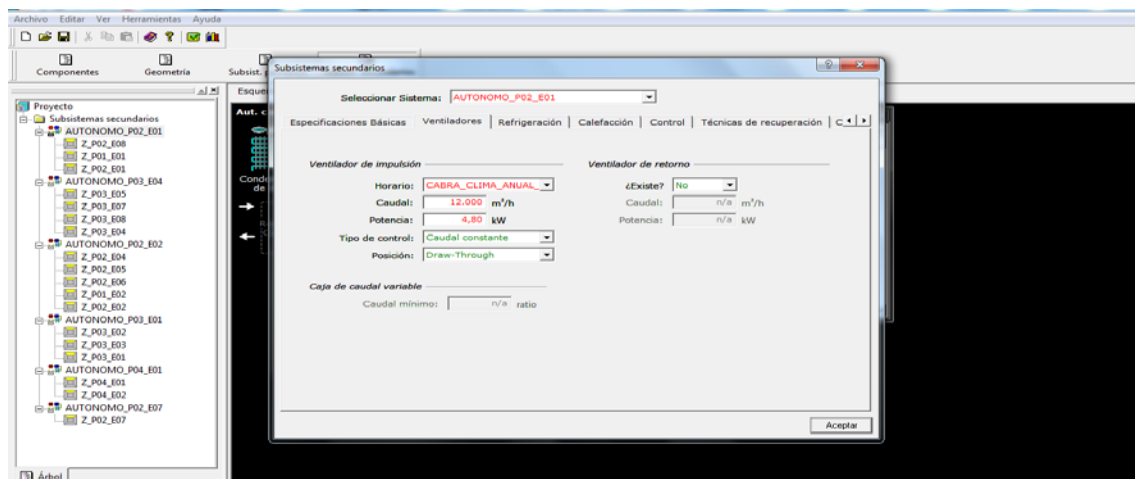 Archivo Editar Ver Herramientas Ayuda
Componentes Geometría Subsist.
Proyecto
Subsistemas secundarios
AUTONOMO_P02_E01
Z_P02_E08
Z_P01_E01
Z_P02_E01
AUTONOMO_P03_E04
Z_P03_E05
Z_P03_E07
Z_P03_E08
Z_P03_E04
AUTONOMO_P02_E02
Z_P02_E04
Z_P02_E05
Z_P02_E06
Z_P01_E02
Z_P02_E02
AUTONOMO_P03_E01
Z_P03_E02
Z_P03_E03
Z_P03_E01
AUTONOMO_P04_E01
Z_P04_E01
Z_P04_E02
AUTONOMO_P02_E07
Z_P02_E07
Árbol
Esque
Aut. c
Cond
de
Subsistemas secundarios
Seleccionar Sistema: AUTONOMO_P02_E01
Especificaciones Básicas Ventiladores Refrigeración Calefacción Control Técnicas de recuperación C
Ventilador de impulsión
Horario: CABRA_CLIMA_ANUAL_
Caudal: 12.000 m³/h
Potencia: 4,80 kW
Tipo de control: Caudal constante
Posición: Draw-Through
Ventilador de retorno
¿Existe? No
Caudal: n/a m³/h
Potencia: n/a kW
Caja de caudal variable
Caudal mínimo: n/a ratio
Aceptar